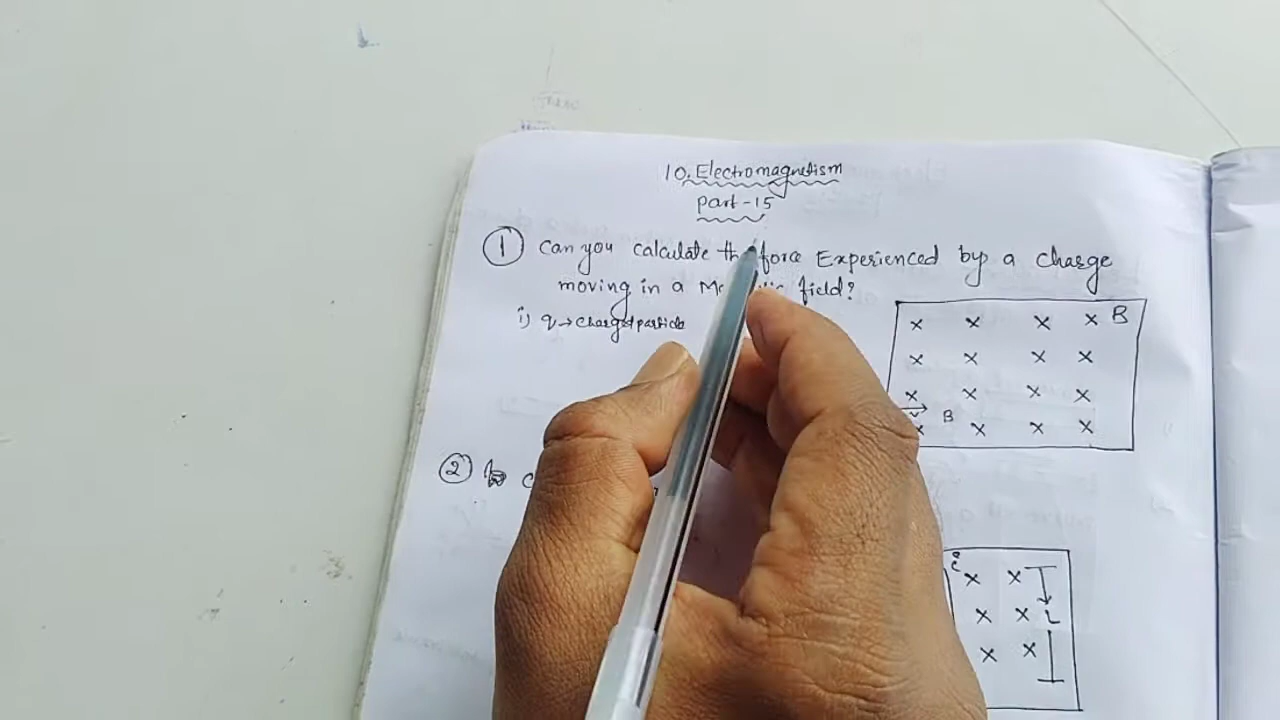 10. Electromagnetism
part-15
1 Can you calculate the force Experienced by a charge
moving in a field?
i) q→charged particle
B
B
2
L